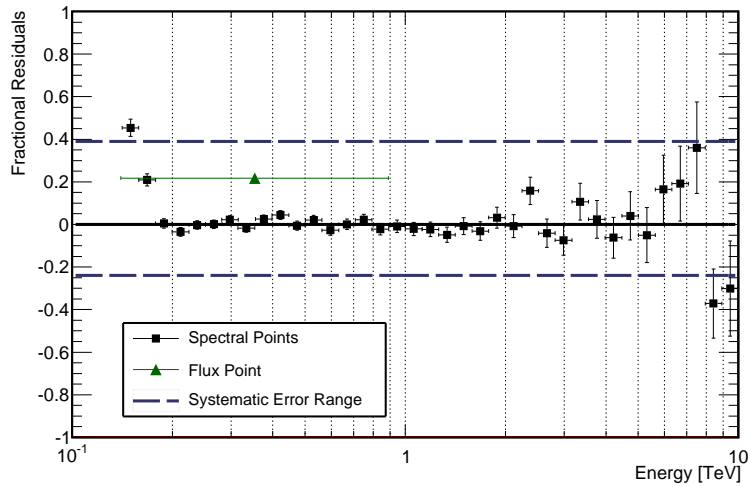 Fractional Residuals
1
0.8
0.6
0.4
0.2
0
-0.2
-0.4
-0.6
-0.8
-1
Spectral Points
Flux Point
Systematic Error Range
10-1
1
10
Energy [TeV]